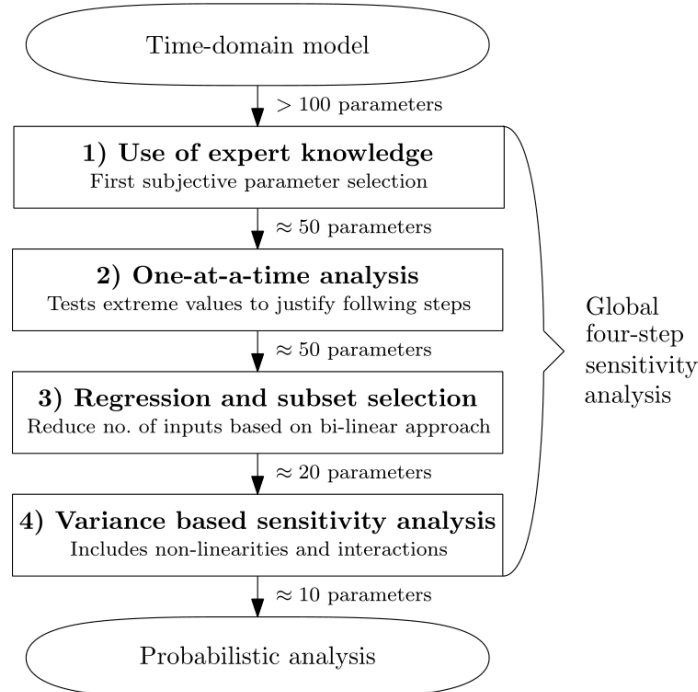 Time-domain model
> 100 parameters
1) Use of expert knowledge
First subjective parameter selection
≈ 50 parameters
2) One-at-a-time analysis
Tests extreme values to justify follwing steps
≈ 50 parameters
3) Regression and subset selection
Reduce no. of inputs based on bi-linear approach
≈ 20 parameters
4) Variance based sensitivity analysis
Includes non-linearities and interactions
≈ 10 parameters
Probabilistic analysis
Global
four-step
sensitivity
analysis